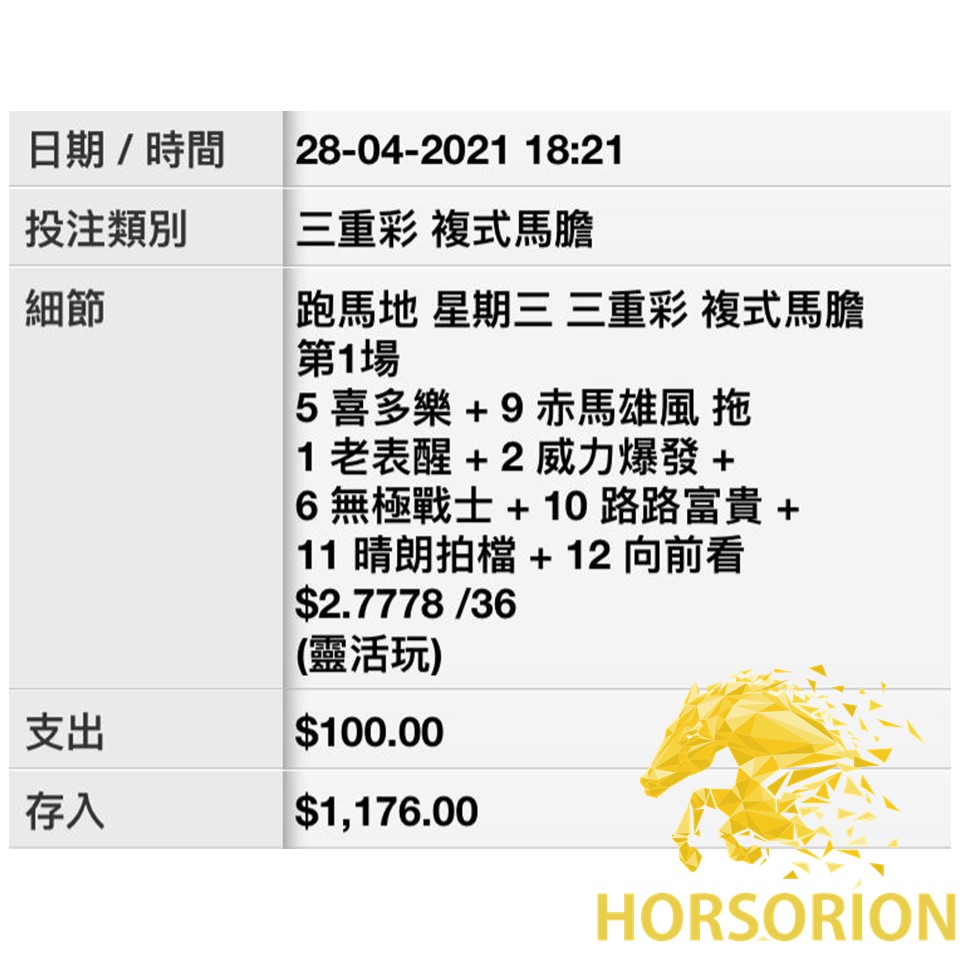 日期 / 時間 28-04-2021 18:21
投注類別 三重彩 複式馬膽
細節 跑馬地 星期三 三重彩 複式馬膽
第1場
5 喜多樂 + 9 赤馬雄風 拖
1 老表醒 + 2 威力爆發 +
6 無極戰士 + 10 路路富貴 +
11 晴朗拍檔 + 12 向前看
$2.7778 /36
(靈活玩)
支出 $100.00
存入 $1,176.00
HORSORION